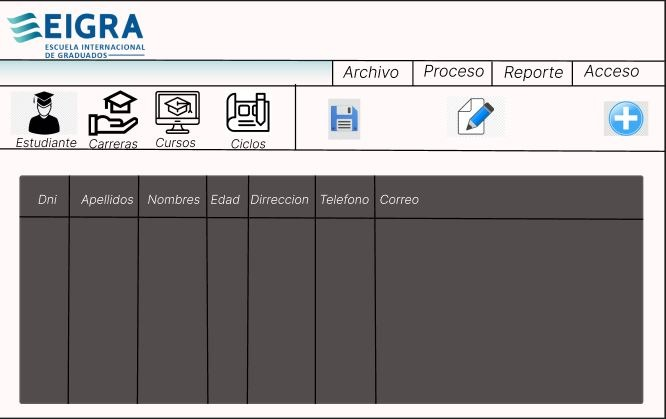 EIGRA
ESCUELA INTERNACIONAL
DE GRADUADOS
Archivo Proceso Reporte Acceso
Estudiante Carreras Cursos Ciclos
Dni Apellidos Nombres Edad Dirreccion Telefono Correo